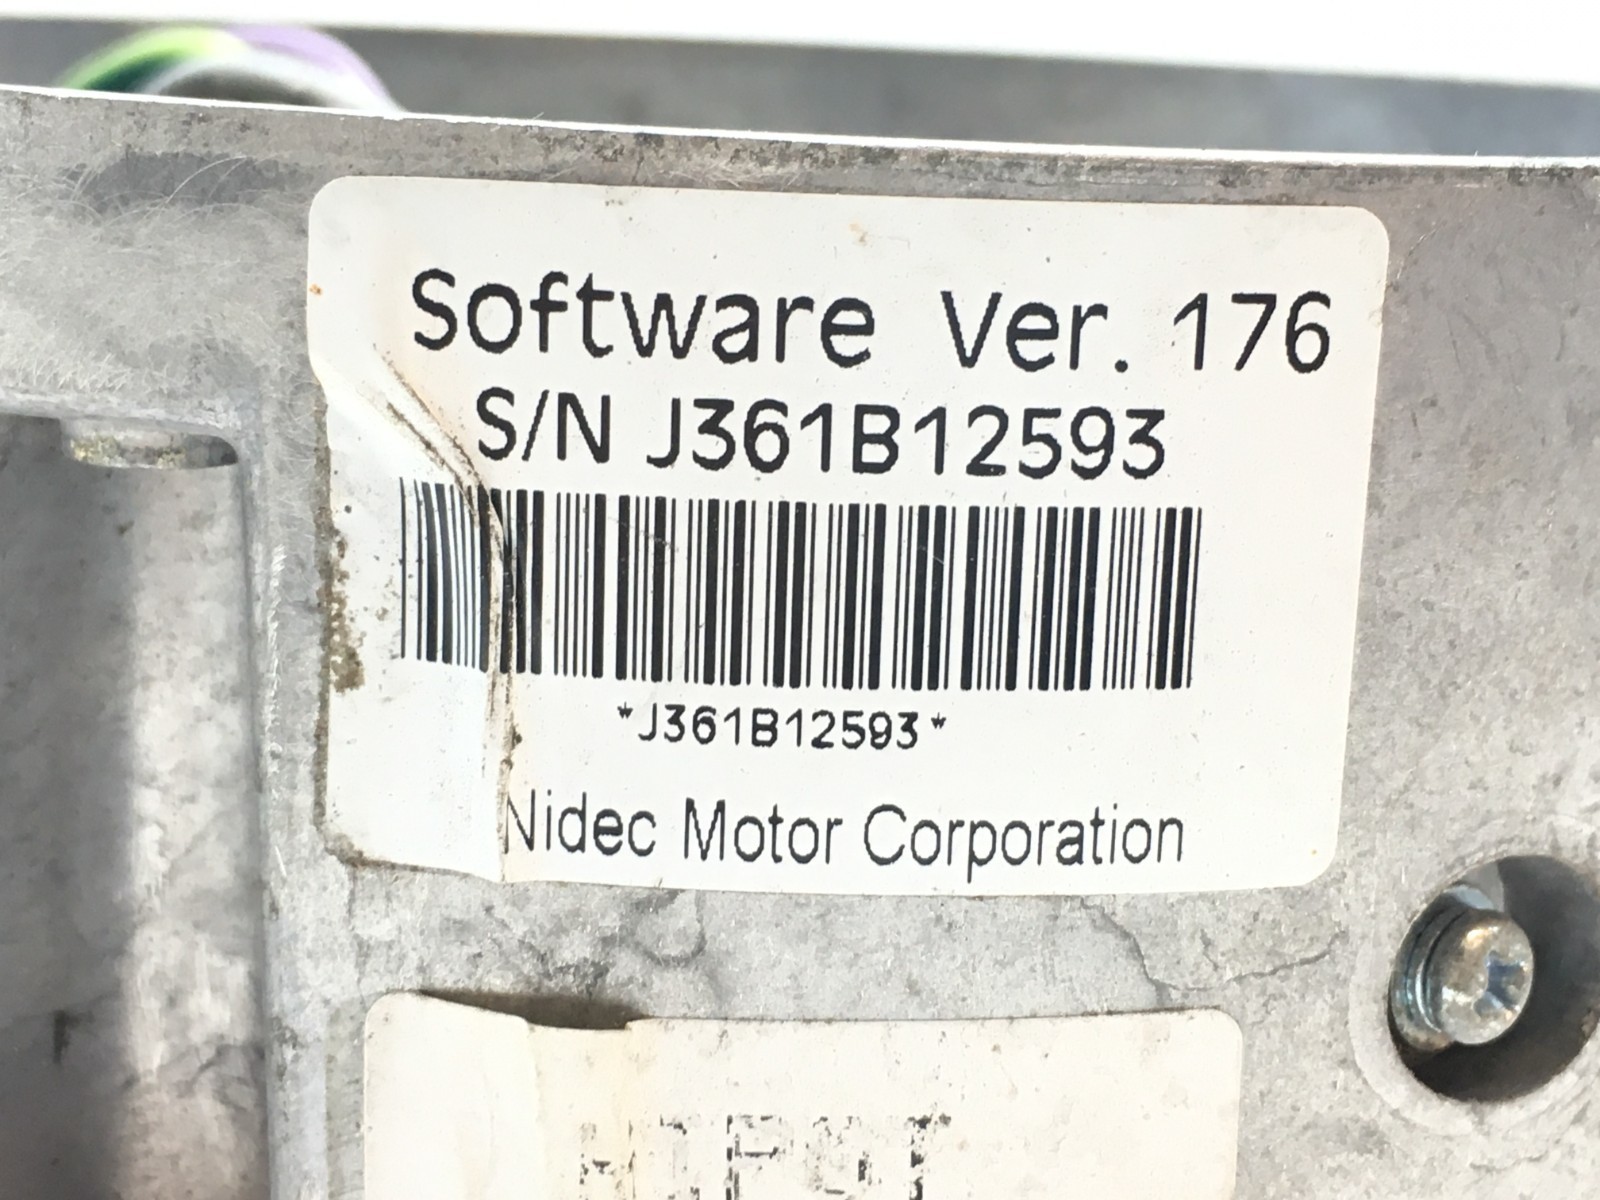 Software Ver. 176
S/N J361B12593
*J361B12593*
Nidec Motor Corporation